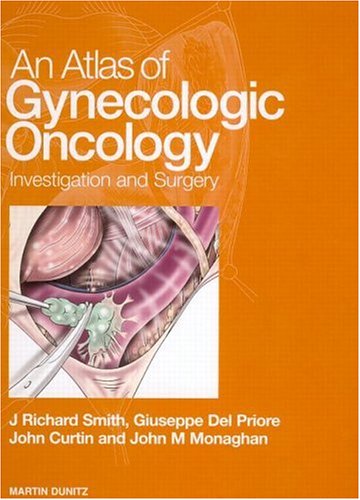 An Atlas of
Gynecologic
Oncology
Investigation and Surgery
J Richard Smith, Giuseppe Del Priore
John Curtin and John M Monaghan
MARTIN DUNITZ